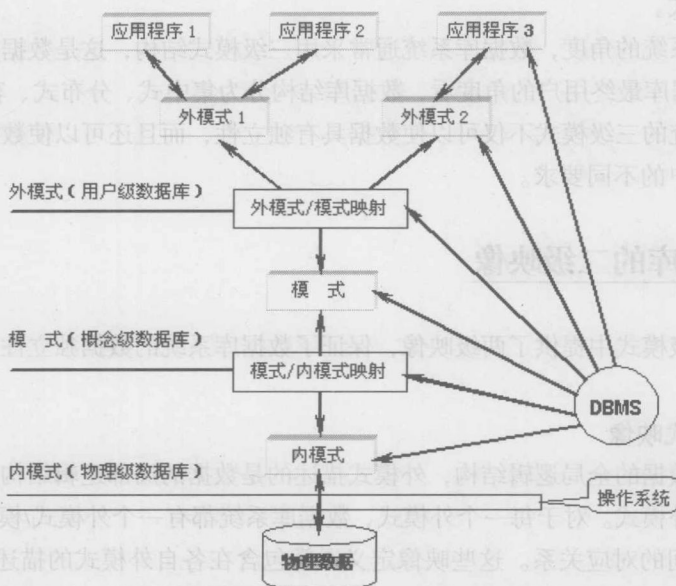 应用程序 1
应用程序 2
应用程序 3
外模式 1
外模式 2
外模式(用户级数据库)
外模式/模式映射
模 式
模 式(概念级数据库)
模式/内模式映射
DBMS
内模式
内模式(物理级数据库)
操作系统
物理数据